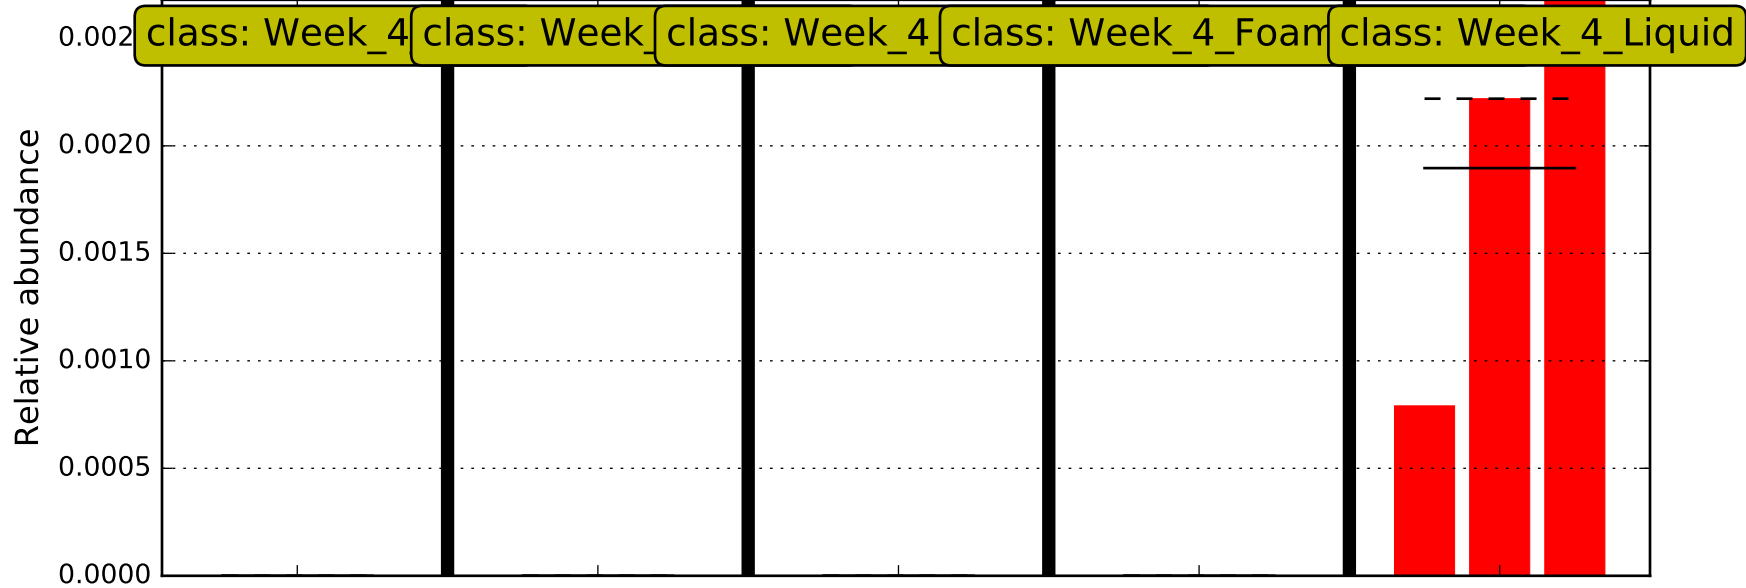 0.002
class: Week_4
class: Week_
class: Week_4_
class: Week_4_Foam
class: Week_4_Liquid
Relative abundance
0.0020
0.0015
0.0010
0.0005
0.0000